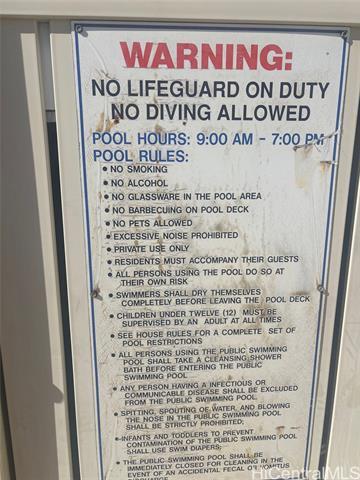 WARNING:
NO LIFEGUARD ON DUTY
NO DIVING ALLOWED
POOL HOURS: 9:00 AM - 7:00 PM
POOL RULES:
• NO SMOKING
• NO ALCOHOL
• NO GLASSWARE IN THE POOL AREA
• NO BARBECUING ON POOL DECK
• NO PETS ALLOWED
• EXCESSIVE NOISE PROHIBITED
• PRIVATE USE ONLY
• RESIDENTS MUST ACCOMPANY THEIR GUESTS
• ALL PERSONS USING THE POOL DO SO AT
THEIR OWN RISK
• SWIMMERS SHALL DRY THEMSELVES
COMPLETELY BEFORE LEAVING THE POOL DECK
• CHILDREN UNDER TWELVE (12) MUST BE
SUPERVISED BY AN ADULT AT ALL TIMES
• SEE HOUSE RULES FOR A COMPLETE SET OF
POOL RESTRICTIONS
• ALL PERSONS USING THE PUBLIC SWIMMING
POOL SHALL TAKE A CLEANSING SHOWER
BATH BEFORE ENTERING THE PUBLIC
SWIMMING POOL
• ANY PERSON HAVING A INFECTIOUS OR
COMMUNICABLE DISEASE SHALL BE EXCLUDED
FROM THE PUBLIC SWIMMING POOL.
• SPITTING, SPOUTING OF WATER, AND BLOWING
THE NOSE IN THE PUBLIC SWIMMING POOL
SHALL BE STRICTLY PROHIBITED;
• INFANTS AND TODDLERS TO PREVENT
CONTAMINATION OF THE PUBLIC SWIMMING POOL
SHALL USE SWIM DIAPERS;
• THE PUBLIC SWIMMING POOL SHALL BE
IMMEDIATELY CLOSED FOR CLEANING IN THE
EVENT OF AN ACCIDENTAL FECAL OR VOMITUS
© HiCentralMLS